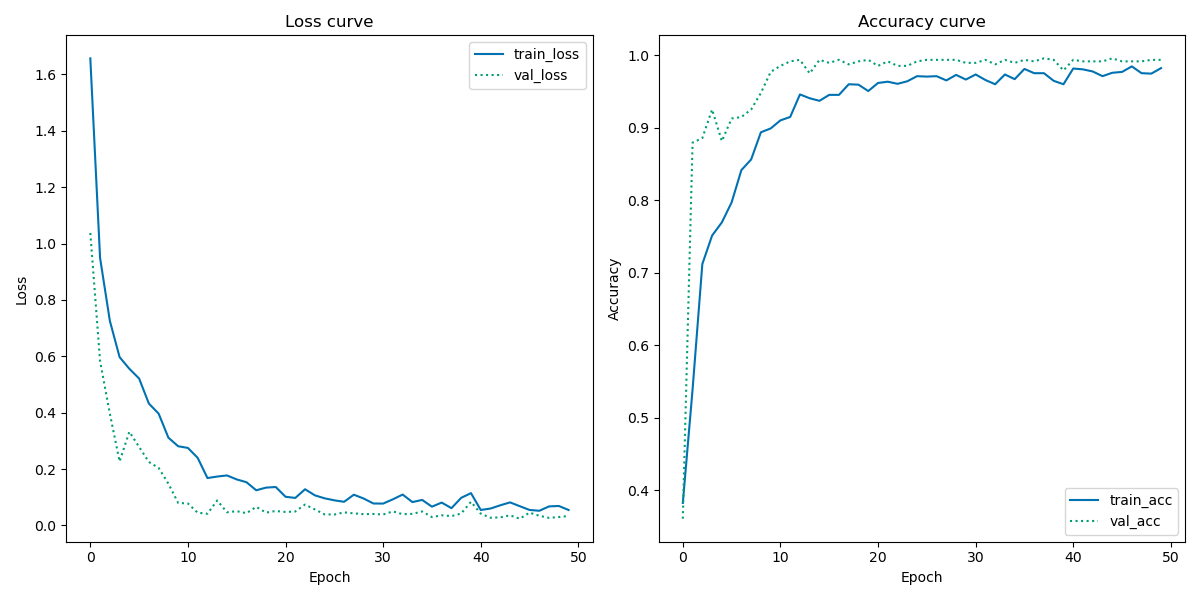 Loss curve
train_loss
val_loss
Loss
1.6
1.4
1.2
1.0
0.8
0.6
0.4
0.2
0.0
0 10 20 30 40 50
Epoch
Accuracy curve
Accuracy
1.0
0.9
0.8
0.7
0.6
0.5
0.4
train_acc
val_acc
0 10 20 30 40 50
Epoch